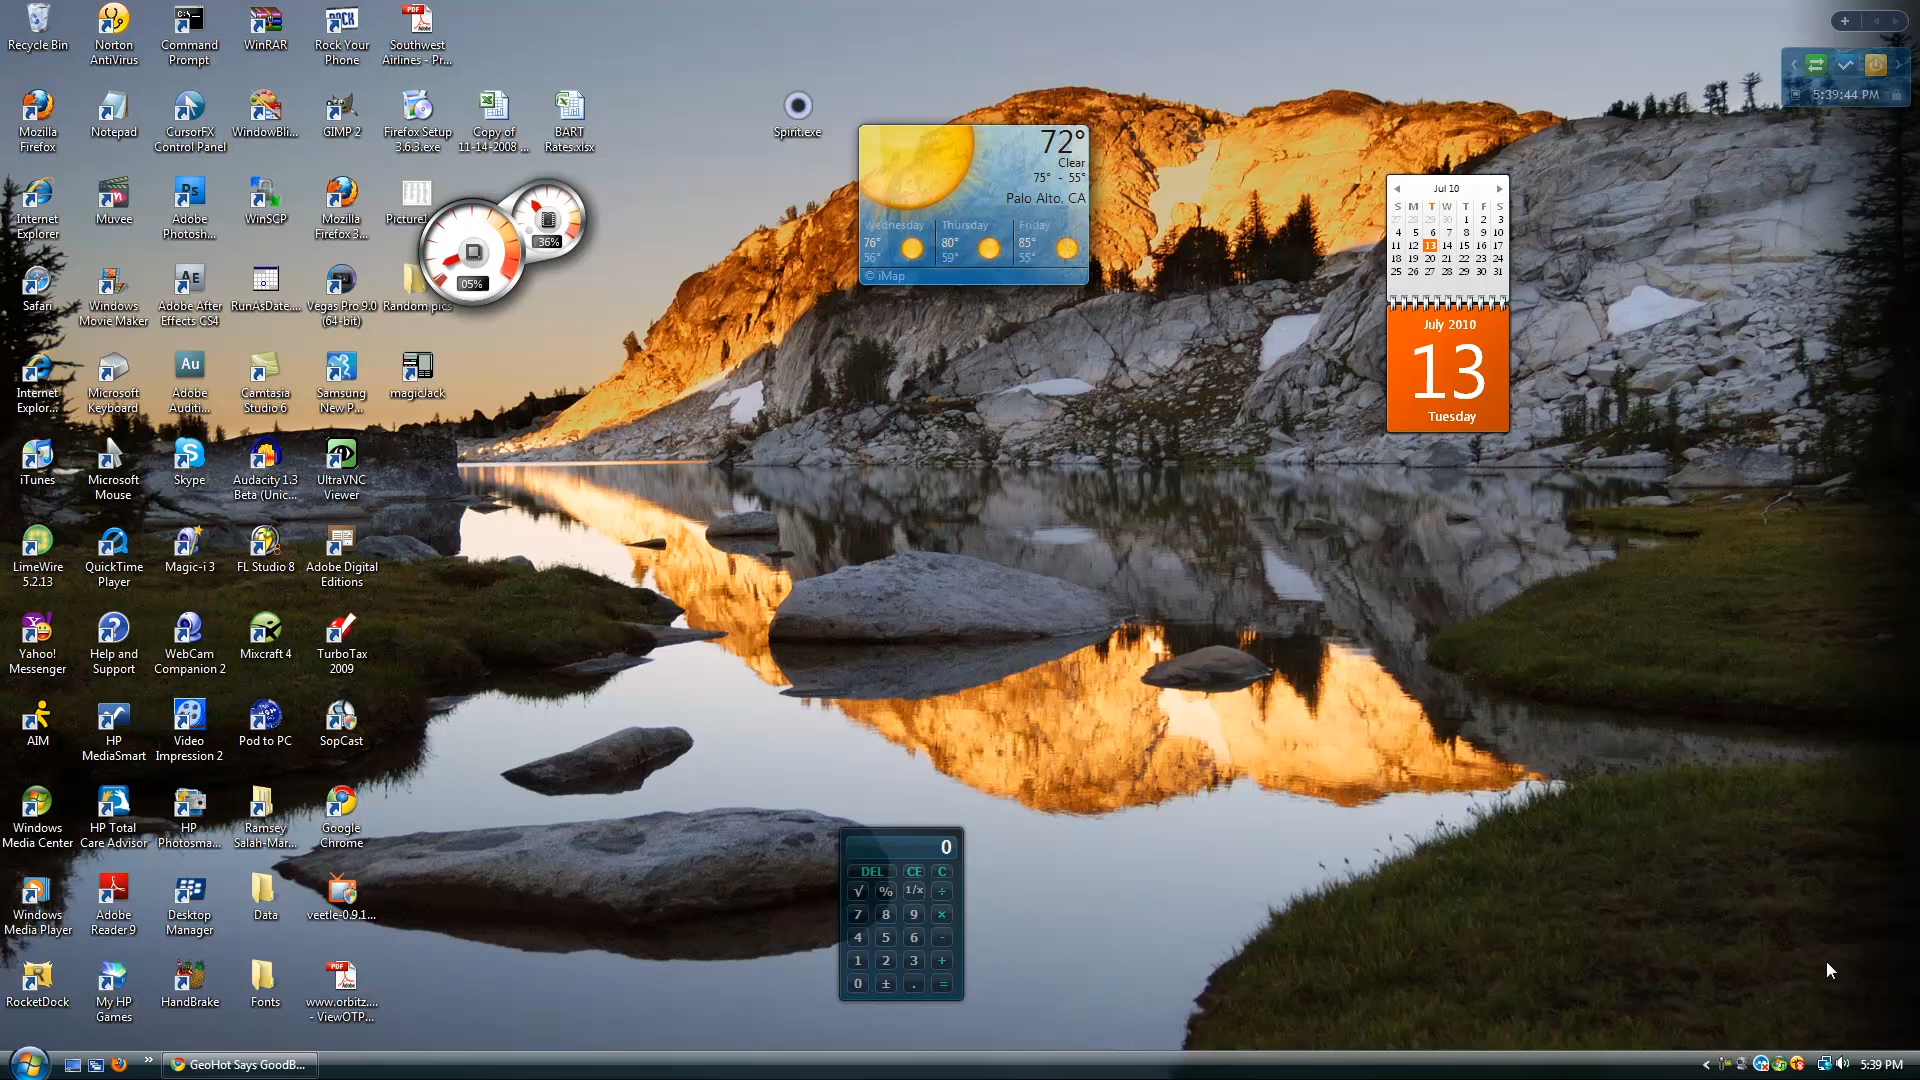 Recycle Bin
Norton
AntiVirus
Command
Prompt
WinRAR
Rock Your
Phone
Southwest
Airlines - Pr...
Mozilla
Firefox
Notepad
CursorFX
Control Panel
WindowBli...
GIMP 2
Firefox Setup
3.6.3.exe
Copy of
11-14-2008 ...
BART
Rates.xlsx
Spirit.exe
Internet
Explorer
Muvee
Adobe
Photosh...
WinSCP
Mozilla
Firefox 3...
Picture1
36%
05%
Safari
Windows
Movie Maker
Adobe After
Effects CS4
RunAsDate....
Vegas Pro 9.0
(64-bit)
Random pics
Internet
Explor...
Microsoft
Keyboard
Adobe
Auditi...
Camtasia
Studio 6
Samsung
New P...
magicJack
iTunes
Microsoft
Mouse
Skype
Audacity 1.3
Beta (Unic...
UltraVNC
Viewer
LimeWire
5.2.13
QuickTime
Player
Magic-i 3
FL Studio 8
Adobe Digital
Editions
Yahoo!
Messenger
Help and
Support
WebCam
Companion 2
Mixcraft 4
TurboTax
2009
AIM
HP
MediaSmart
Video
Impression 2
Pod to PC
SopCast
Windows
Media Center
HP Total
Care Advisor
HP
Photosma...
Ramsey
Salah-Mar...
Google
Chrome
Windows
Media Player
Adobe
Reader 9
Desktop
Manager
Data
veetle-0.9.1...
RocketDock
My HP
Games
HandBrake
Fonts
www.orbitz....
- ViewOTP...
72°
Clear
75° - 55°
Palo Alto, CA
Wednesday Thursday Friday
76° 80° 85°
56° 59° 55°
© iMap
Jul 10
S M T W T F S
27 28 29 30 1 2 3
4 5 6 7 8 9 10
11 12 13 14 15 16 17
18 19 20 21 22 23 24
25 26 27 28 29 30 31
July 2010
13
Tuesday
5:39:44 PM
0
DEL CE C
√ % 1/x ÷
7 8 9 ×
4 5 6 -
1 2 3 +
0 ± . =
GeoHot Says GoodB...
5:39 PM